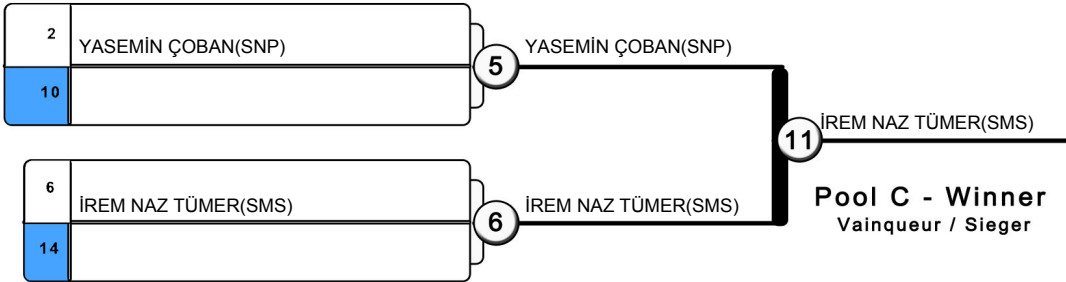 2
YASEMİN ÇOBAN(SNP)
10
5
YASEMİN ÇOBAN(SNP)
6
İREM NAZ TÜMER(SMS)
14
6
İREM NAZ TÜMER(SMS)
11
İREM NAZ TÜMER(SMS)
Pool C - Winner
Vainqueur / Sieger